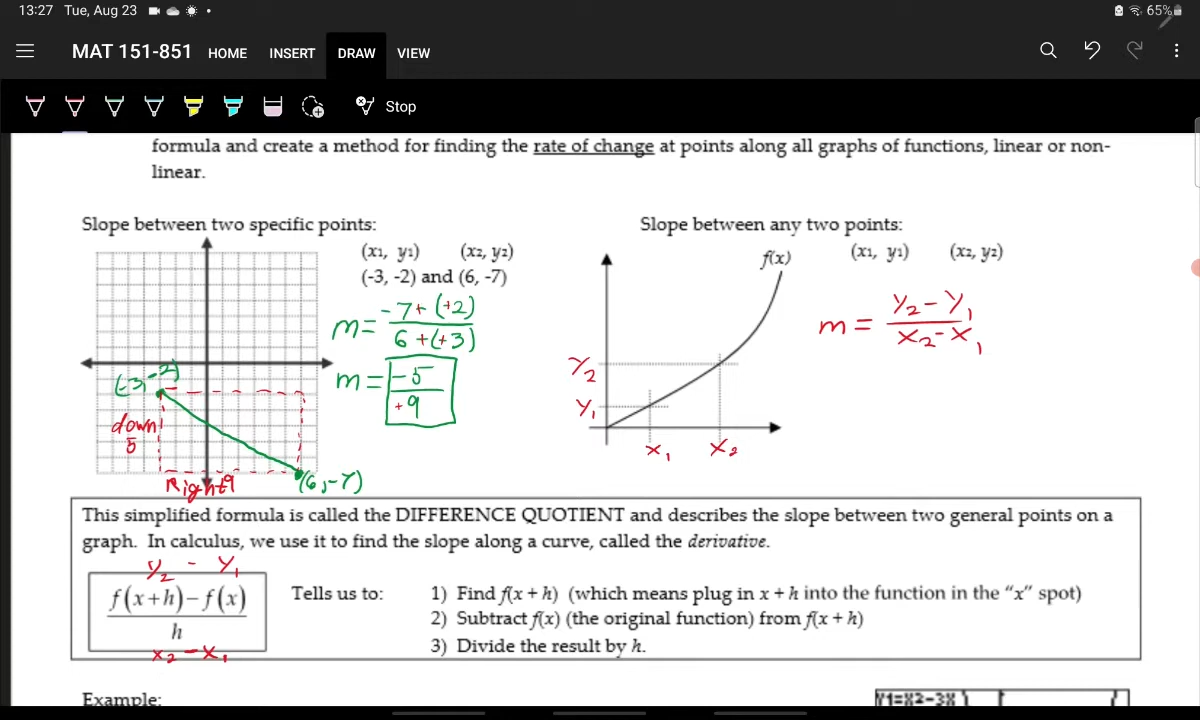 13:27 Tue, Aug 23
65%
MAT 151-851 HOME INSERT DRAW VIEW
Stop
formula and create a method for finding the rate of change at points along all graphs of functions, linear or non-
linear.
Slope between two specific points:
(x1, y1) (x2, y2)
(-3, -2) and (6, -7)
m = -7+(+2)
6+(+3)
m = -5
+9
(-3,-2)
down
5
Right 9
(6,-7)
Slope between any two points:
f(x)
(x1, y1) (x2, y2)
m = y2-y1
x2-x1
y2
y1
x1 x2
This simplified formula is called the DIFFERENCE QUOTIENT and describes the slope between two general points on a
graph. In calculus, we use it to find the slope along a curve, called the derivative.
y2 - y1
f(x+h)-f(x)
h
x2-x1
Tells us to:
1) Find f(x + h) (which means plug in x + h into the function in the "x" spot)
2) Subtract f(x) (the original function) from f(x + h)
3) Divide the result by h.
Example:
Y1=X2-3X